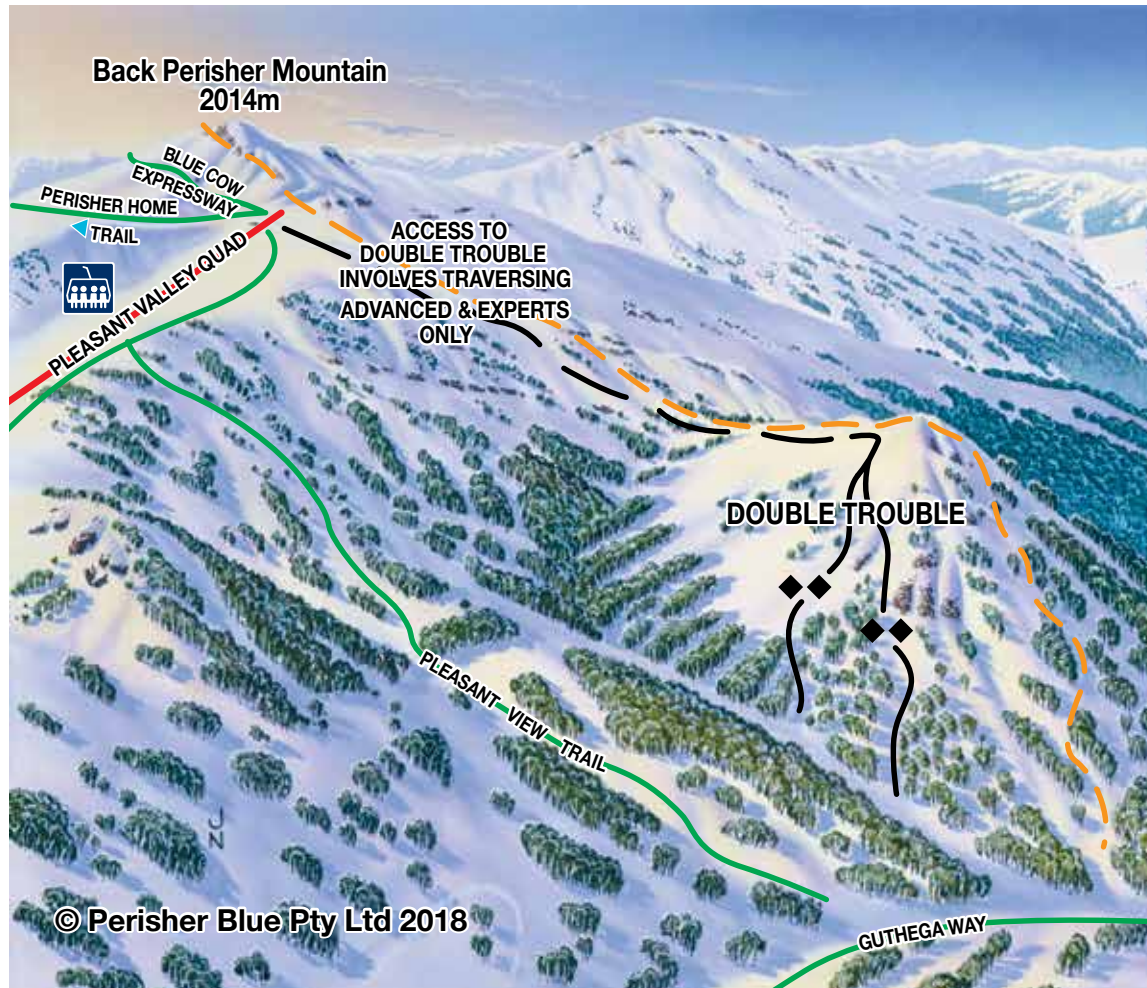 Back Perisher Mountain
2014m
BLUE COW
EXPRESSWAY
PERISHER HOME
TRAIL
PLEASANT VALLEY QUAD
ACCESS TO
DOUBLE TROUBLE
INVOLVES TRAVERSING
ADVANCED & EXPERTS
ONLY
DOUBLE TROUBLE
PLEASANT VIEW TRAIL
JN
© Perisher Blue Pty Ltd 2018
GUTHEGA WAY